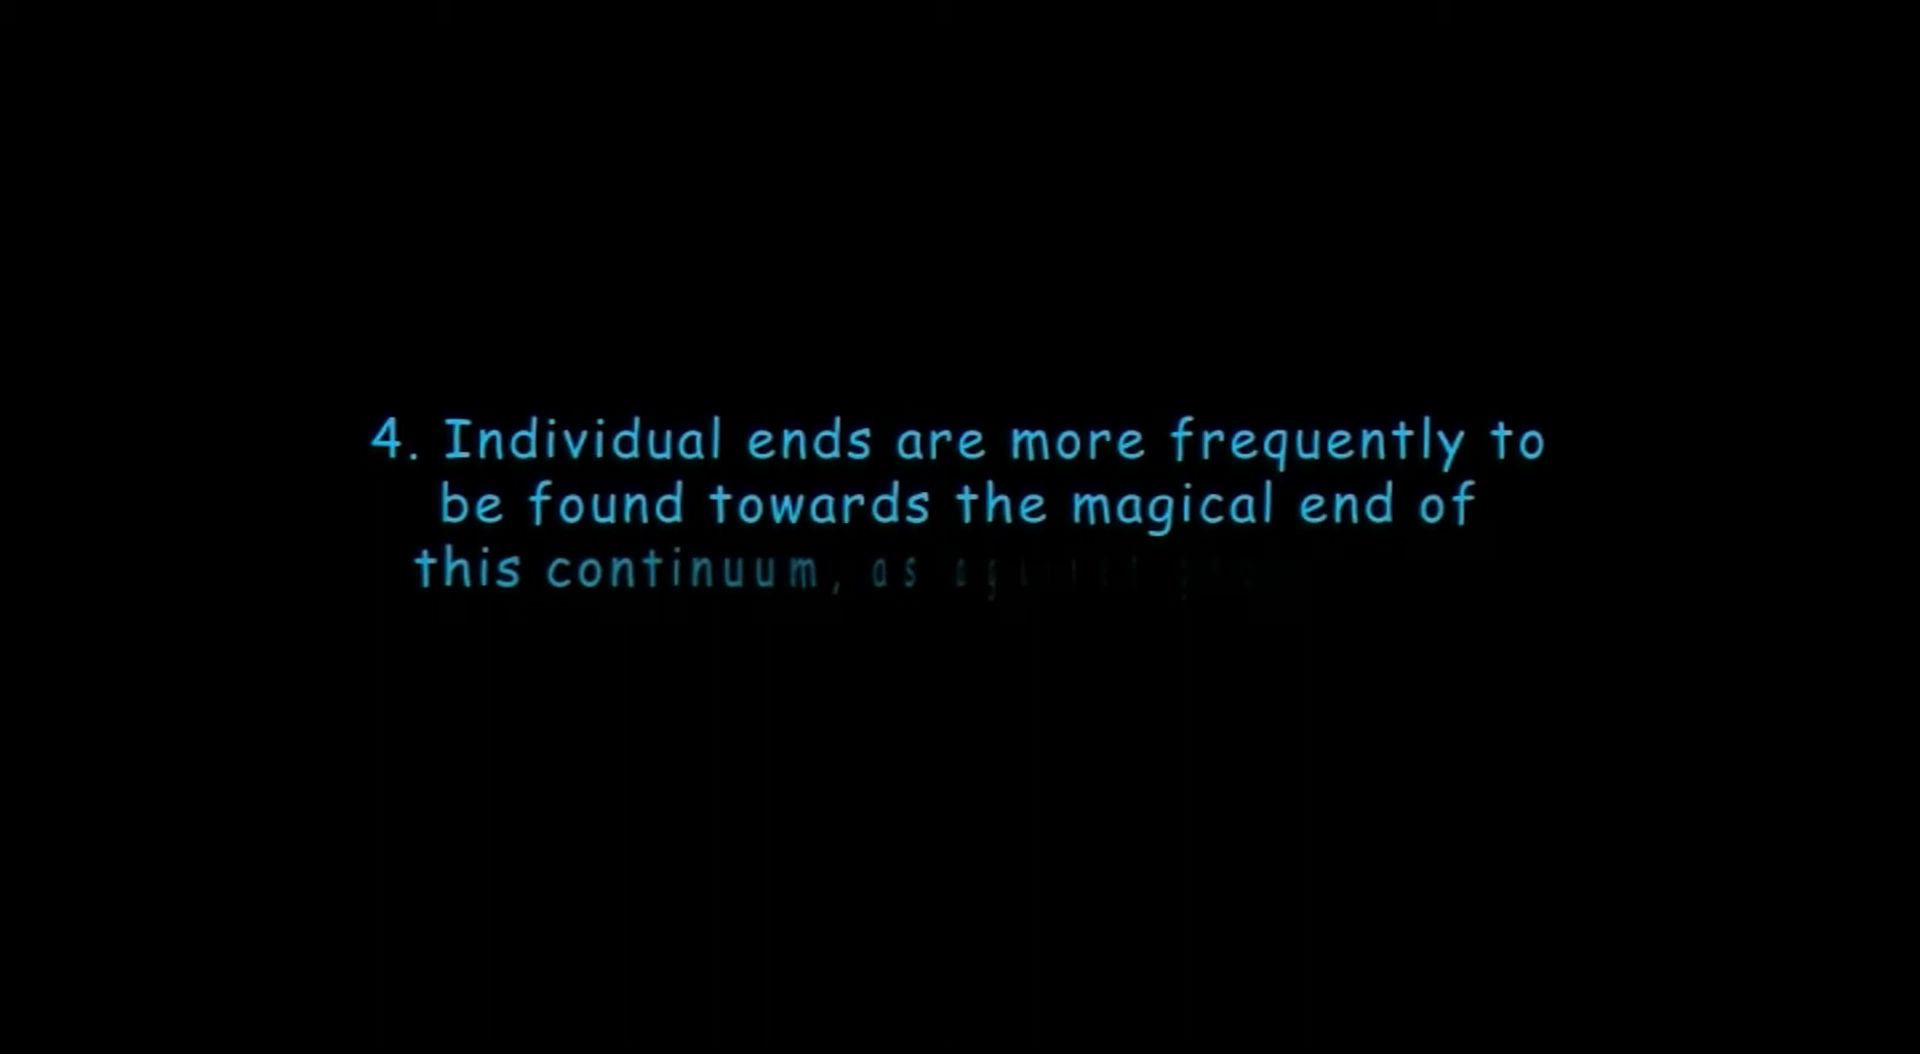 4. Individual ends are more frequently to
be found towards the magical end of
this continuum, as